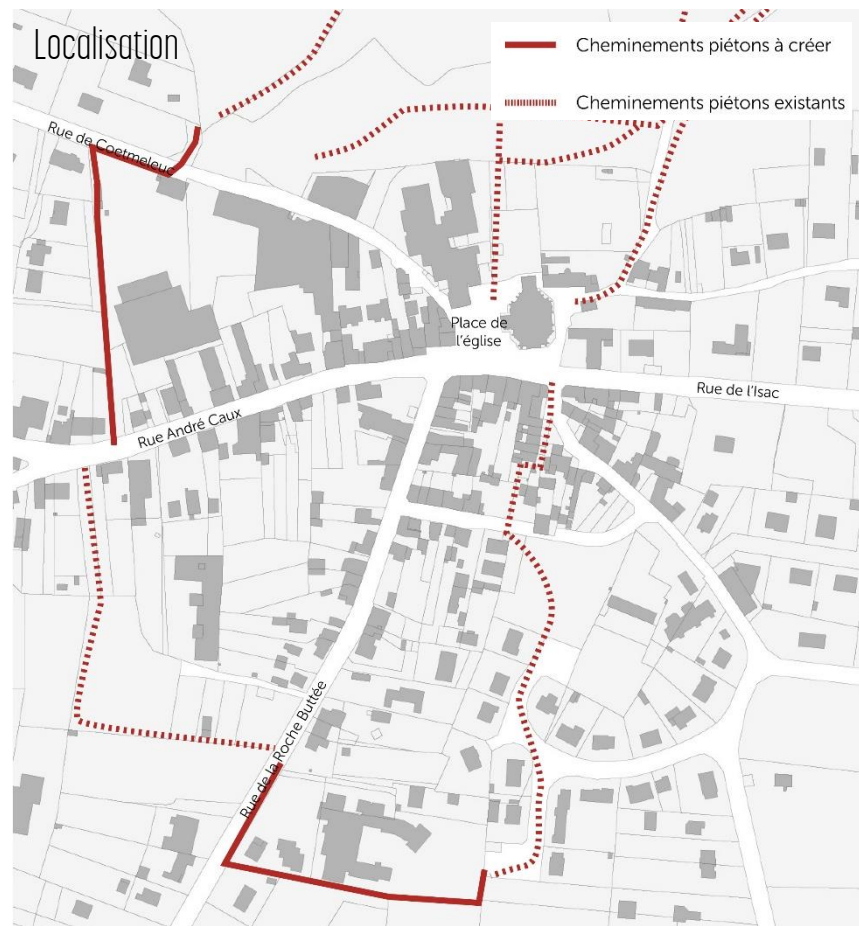 Localisation
Cheminements piétons à créer
Cheminements piétons existants
Rue de Coetmeleuc
Place de
l'église
Rue de l'Isac
Rue André Caux
Rue de la Roche Buttée